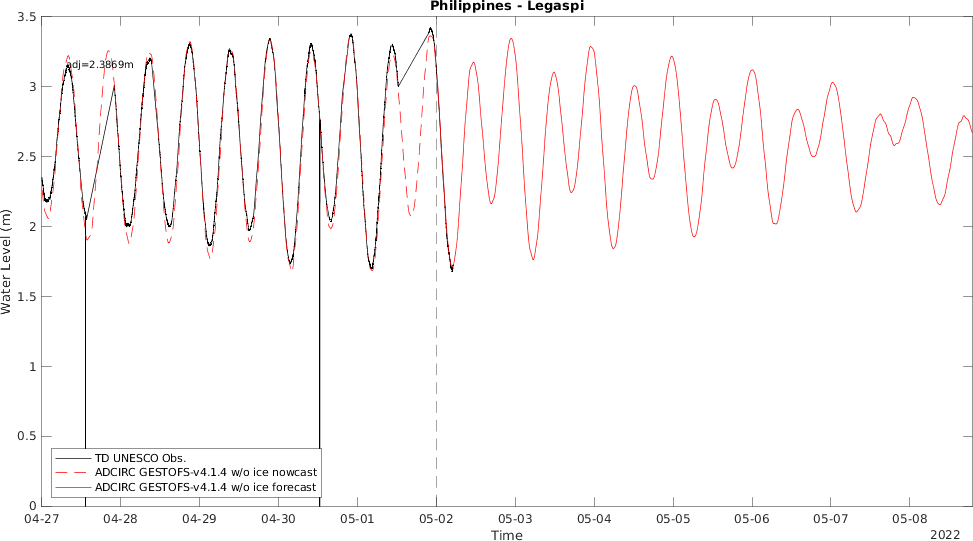 Philippines - Legaspi
3.5
adj=2.3869m
3
2.5
2
Water Level (m)
1.5
1
0.5
0
TD UNESCO Obs.
ADCIRC GESTOFS-v4.1.4 w/o ice nowcast
ADCIRC GESTOFS-v4.1.4 w/o ice forecast
04-27 04-28 04-29 04-30 05-01 05-02 05-03 05-04 05-05 05-06 05-07 05-08
Time
2022